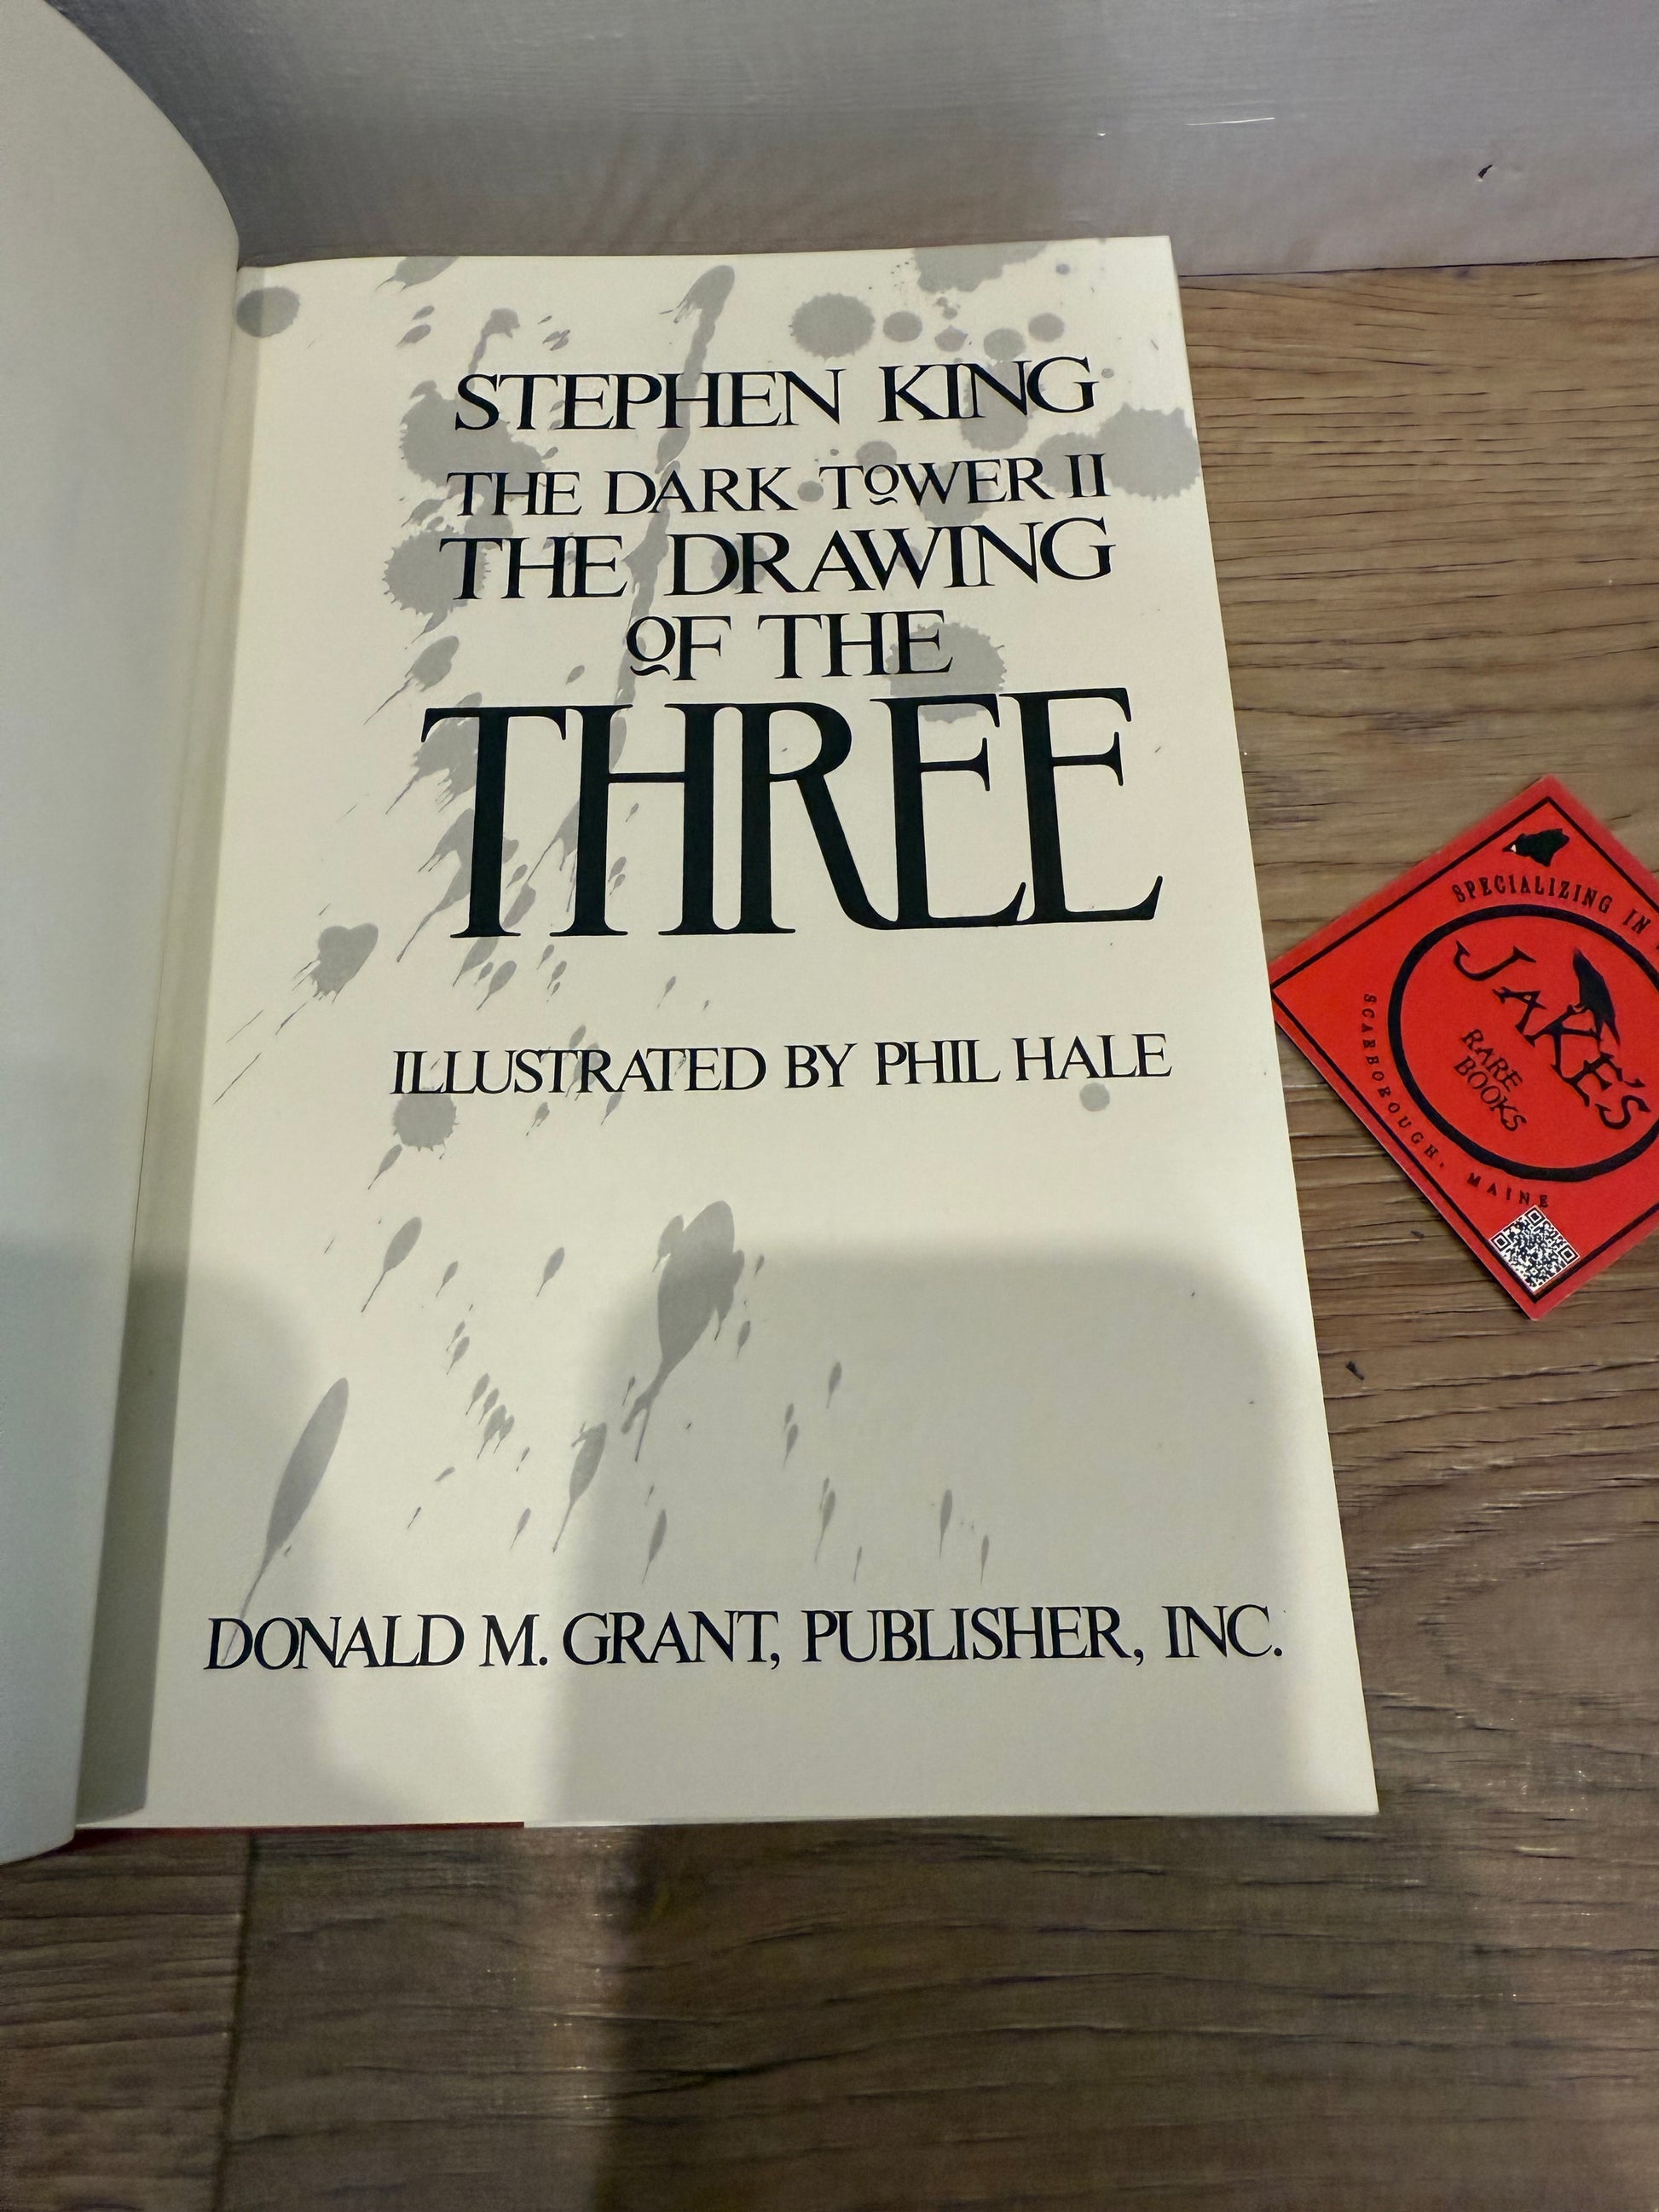 STEPHEN KING
THE DARK TOWER II
THE DRAWING
OF THE
THREE
ILLUSTRATED BY PHIL HALE
DONALD M. GRANT, PUBLISHER, INC.
SPECIALIZING IN
JAKE'S
RARE
BOOKS
SCARBOROUGH, MAINE